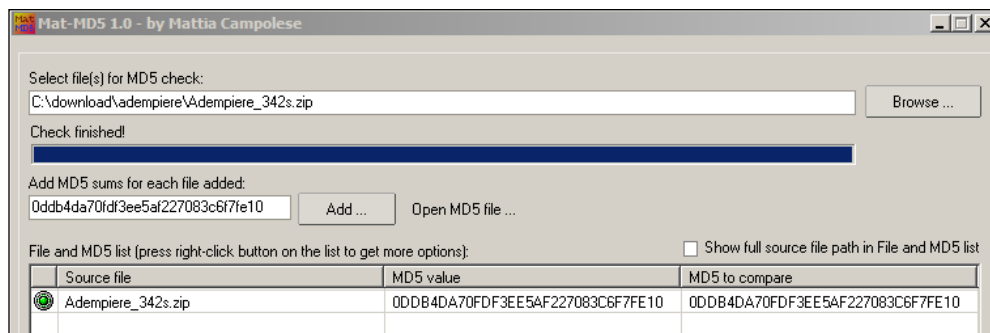 Mat MD5 Mat-MD5 1.0 - by Mattia Campolese
Select file(s) for MD5 check:
C:\download\adempiere\Adempiere_342s.zip Browse ...
Check finished!
Add MD5 sums for each file added:
0ddb4da70fdf3ee5af227083c6f7fe10 Add ... Open MD5 file ...
File and MD5 list (press right-click button on the list to get more options): Show full source file path in File and MD5 list
Source file MD5 value MD5 to compare
Adempiere_342s.zip 0DDB4DA70FDF3EE5AF227083C6F7FE10 0DDB4DA70FDF3EE5AF227083C6F7FE10